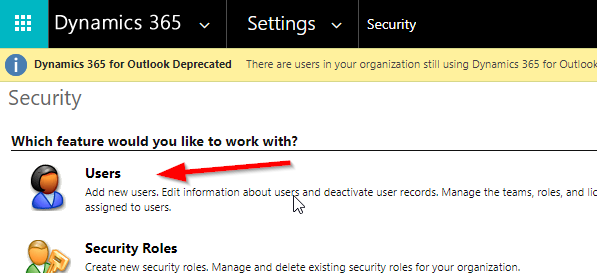 Dynamics 365 Settings Security
Dynamics 365 for Outlook Deprecated There are users in your organization still using Dynamics 365 for Outlook
Security
Which feature would you like to work with?
Users
Add new users. Edit information about users and deactivate user records. Manage the teams, roles, and
assigned to users.
Security Roles
Create new security roles. Manage and delete existing security roles for your organization.